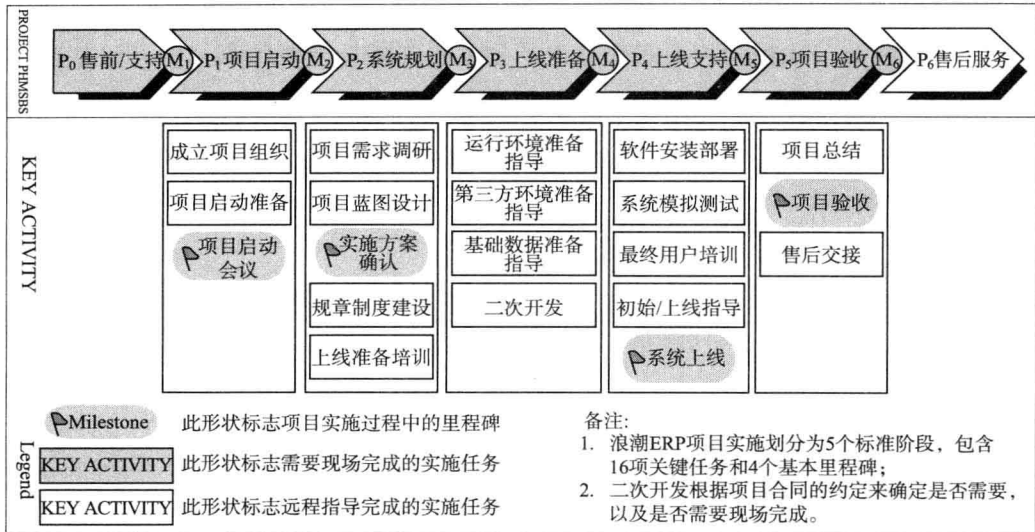 PROJECT PHMSBS
P₀售前/支持 M₁ P₁项目启动 M₂ P₂系统规划 M₃ P₃上线准备 M₄ P₄上线支持 M₅ P₅项目验收 M₆ P₆售后服务
KEY ACTIVITY
成立项目组织
项目启动准备
项目启动
会议
项目需求调研
项目蓝图设计
实施方案
确认
规章制度建设
上线准备培训
运行环境准备
指导
第三方环境准备
指导
基础数据准备
指导
二次开发
软件安装部署
系统模拟测试
最终用户培训
初始/上线指导
系统上线
项目总结
项目验收
售后交接
Legend
Milestone 此形状标志项目实施过程中的里程碑
KEY ACTIVITY 此形状标志需要现场完成的实施任务
KEY ACTIVITY 此形状标志远程指导完成的实施任务
备注:
1. 浪潮ERP项目实施划分为5个标准阶段，包含
16项关键任务和4个基本里程碑；
2. 二次开发根据项目合同的约定来确定是否需要，
以及是否需要现场完成。